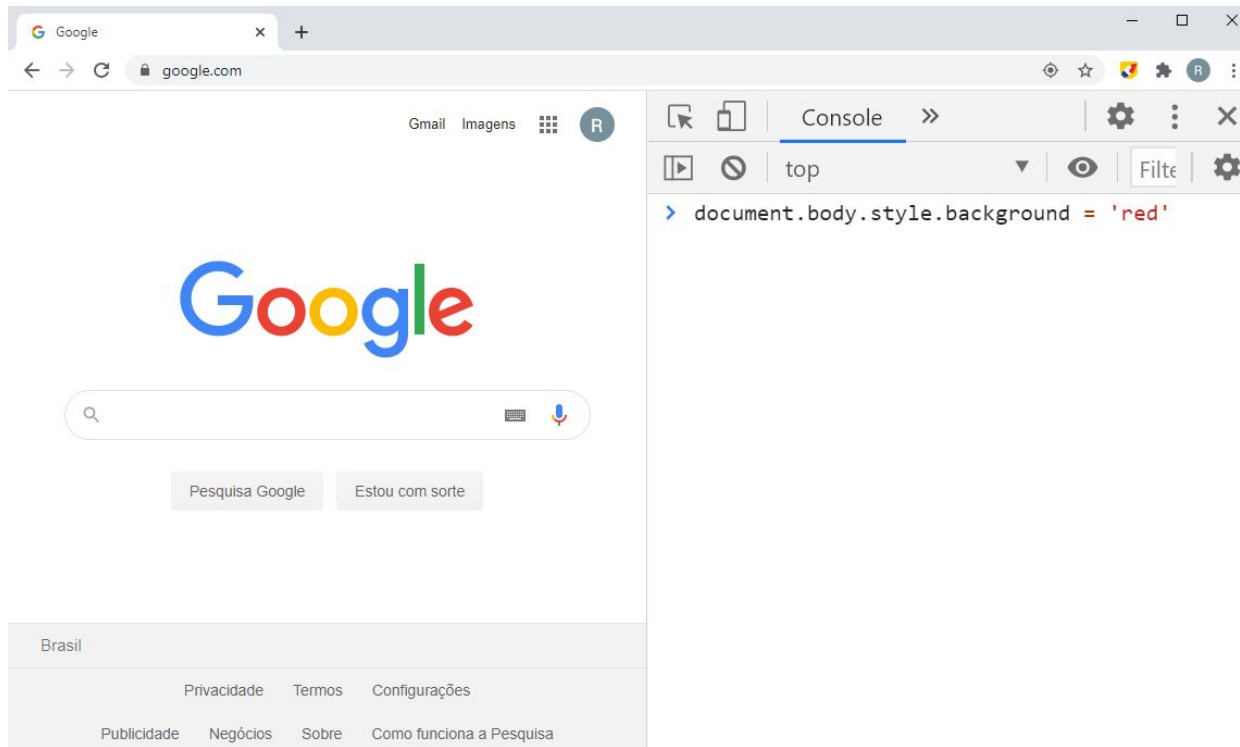 Google
google.com
R
Gmail Imagens
R
Console
top
Filte
document.body.style.background = 'red'
Google
Pesquisa Google Estou com sorte
Brasil
Privacidade Termos Configurações
Publicidade Negócios Sobre Como funciona a Pesquisa